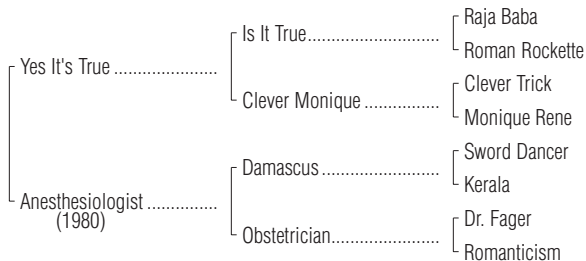 Raja Baba
Is It True
Roman Rockette
Yes It's True
Clever Trick
Clever Monique
Monique Rene
Sword Dancer
Damascus
Kerala
Anesthesiologist
(1980)
Dr. Fager
Obstetrician
Romanticism